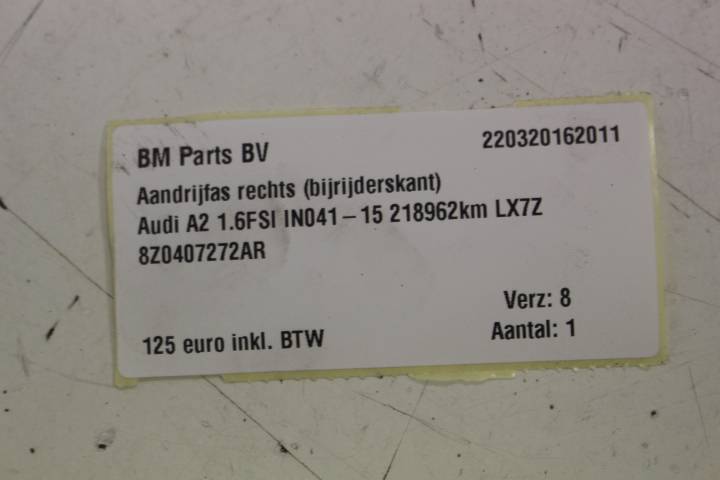 BM Parts BV 220320162011
Aandrijfas rechts (bijrijderskant)
Audi A2 1.6FSI IN041-15 218962km LX7Z
8Z0407272AR
Verz: 8
125 euro inkl. BTW Aantal: 1